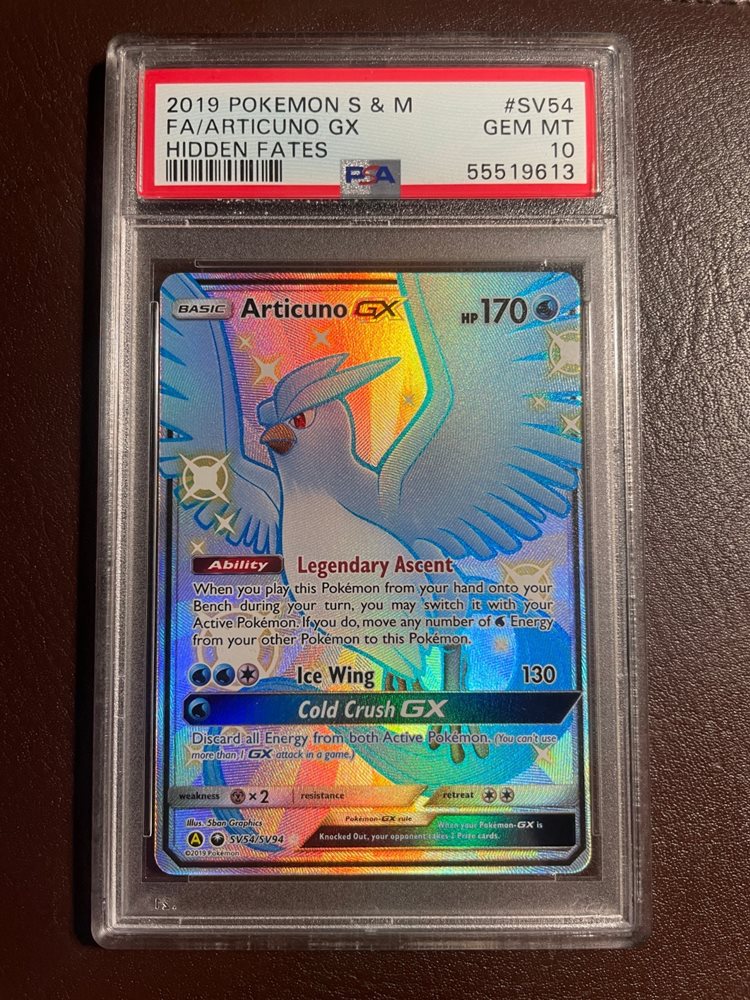 2019 POKEMON S & M #SV54
FA/ARTICUNO GX GEM MT
HIDDEN FATES 10
PSA 55519613
BASIC Articuno GX HP 170
Ability Legendary Ascent
When you play this Pokémon from your hand onto your
Bench during your turn, you may switch it with your
Active Pokémon. If you do, move any number of Energy
from your other Pokémon to this Pokémon.
Ice Wing 130
Cold Crush GX
Discard all Energy from both Active Pokémon. (You can't use
more than 1 GX attack in a game.)
weakness ×2 resistance retreat
Illus. 5ban Graphics Pokémon-GX rule When your Pokémon-GX is
A SV54/SV94 Knocked Out, your opponent takes 2 Prize cards.
©2019 Pokémon